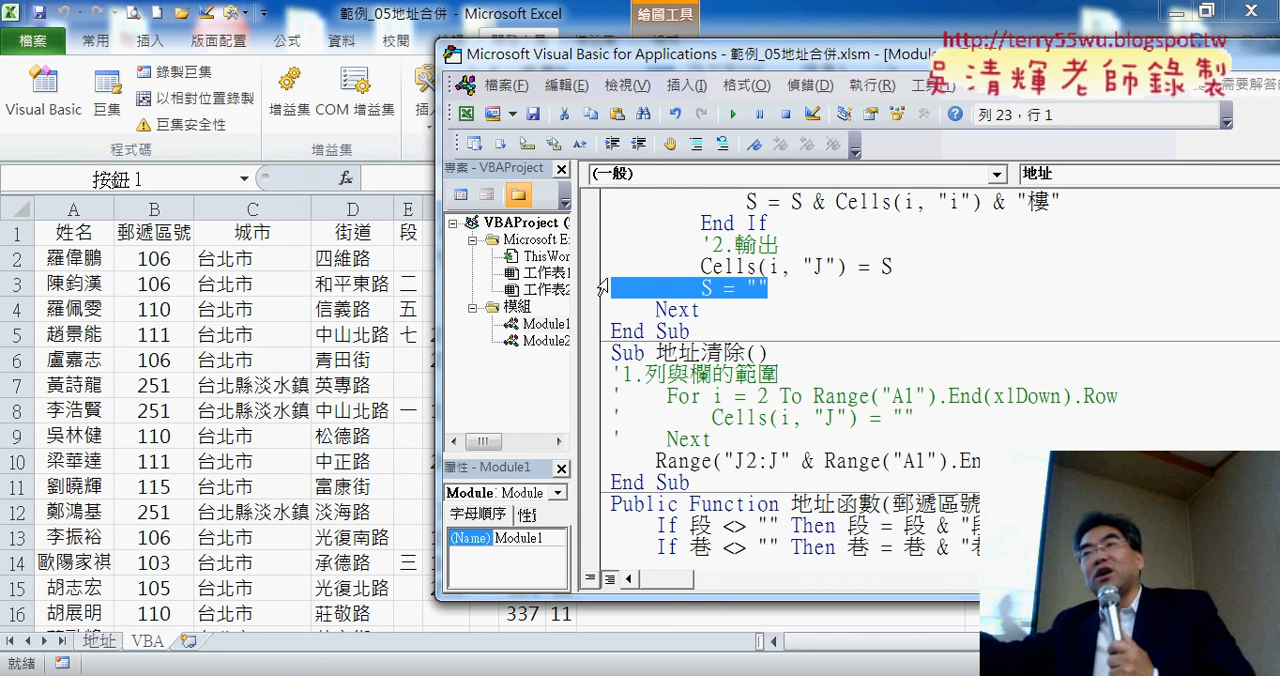 範例_05地址合併 - Microsoft Excel
繪圖工具
檔案 常用 插入 版面配置 公式 資料 校閱
Visual Basic 巨集 錄製巨集 以相對位置錄製 巨集安全性
增益集 COM 增益集
程式碼 增益集
按鈕 1 fx
A B C D E
1 姓名 郵遞區號 城市 街道 段
2 羅偉鵬 106 台北市 四維路
3 陳鈞漢 106 台北市 和平東路 二
4 羅佩雯 110 台北市 信義路 五
5 趙景能 111 台北市 中山北路 七
6 盧嘉志 106 台北市 青田街
7 黃詩龍 251 台北縣淡水鎮 英專路
8 李浩賢 251 台北縣淡水鎮 中山北路 一
9 吳林健 110 台北市 松德路
10 梁華達 111 台北市 中正路
11 劉曉輝 115 台北市 富康街
12 鄭鴻基 251 台北縣淡水鎮 淡海路
13 李振裕 106 台北市 光復南路
14 歐陽家祺 103 台北市 承德路 三
15 胡志宏 105 台北市 光復北路
16 胡展明 110 台北市 莊敬路
337 11
地址 VBA
就緒
Microsoft Visual Basic for Applications - 範例_05地址合併.xlsm - [Modu
http://terry55wu.blogspot.tw
吳清輝老師錄製
檔案(F) 編輯(E) 檢視(V) 插入(I) 格式(O) 偵錯(D) 執行(R) 工具(T)
需要解答
列 23，行 1
專案 - VBAProject
VBAProject (
Microsoft E
ThisWor
工作表1
工作表2
模組
Module1
Module2
屬性 - Module1
Module1 Module
字母順序 性
(Name) Module1
(一般) 地址
S = S & Cells(i, "i") & "樓"
End If
'2.輸出
Cells(i, "J") = S
S = ""
Next
End Sub
Sub 地址清除()
'1.列與欄的範圍
' For i = 2 To Range("A1").End(xlDown).Row
' Cells(i, "J") = ""
' Next
Range("J2:J" & Range("A1").En
End Sub
Public Function 地址函數(郵遞區號
If 段 <> "" Then 段 = 段 & "段
If 巷 <> "" Then 巷 = 巷 & "巷